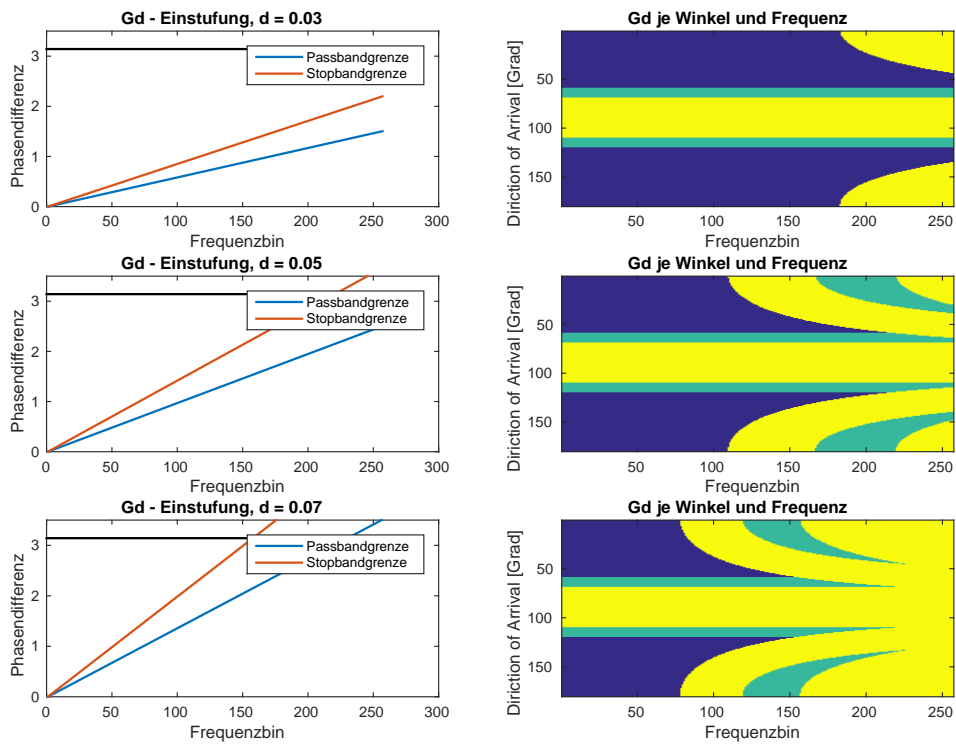 Gd - Einstufung, d = 0.03
Phasendifferenz
3
2
1
0
Passbandgrenze
Stopbandgrenze
0 50 100 150 200 250 300
Frequenzbin
Gd je Winkel und Frequenz
Diriction of Arrival [Grad]
50
100
150
50 100 150 200 250
Frequenzbin
Gd - Einstufung, d = 0.05
Phasendifferenz
3
2
1
0
Passbandgrenze
Stopbandgrenze
0 50 100 150 200 250 300
Frequenzbin
Gd je Winkel und Frequenz
Diriction of Arrival [Grad]
50
100
150
50 100 150 200 250
Frequenzbin
Gd - Einstufung, d = 0.07
Phasendifferenz
3
2
1
0
Passbandgrenze
Stopbandgrenze
0 50 100 150 200 250 300
Frequenzbin
Gd je Winkel und Frequenz
Diriction of Arrival [Grad]
50
100
150
50 100 150 200 250
Frequenzbin